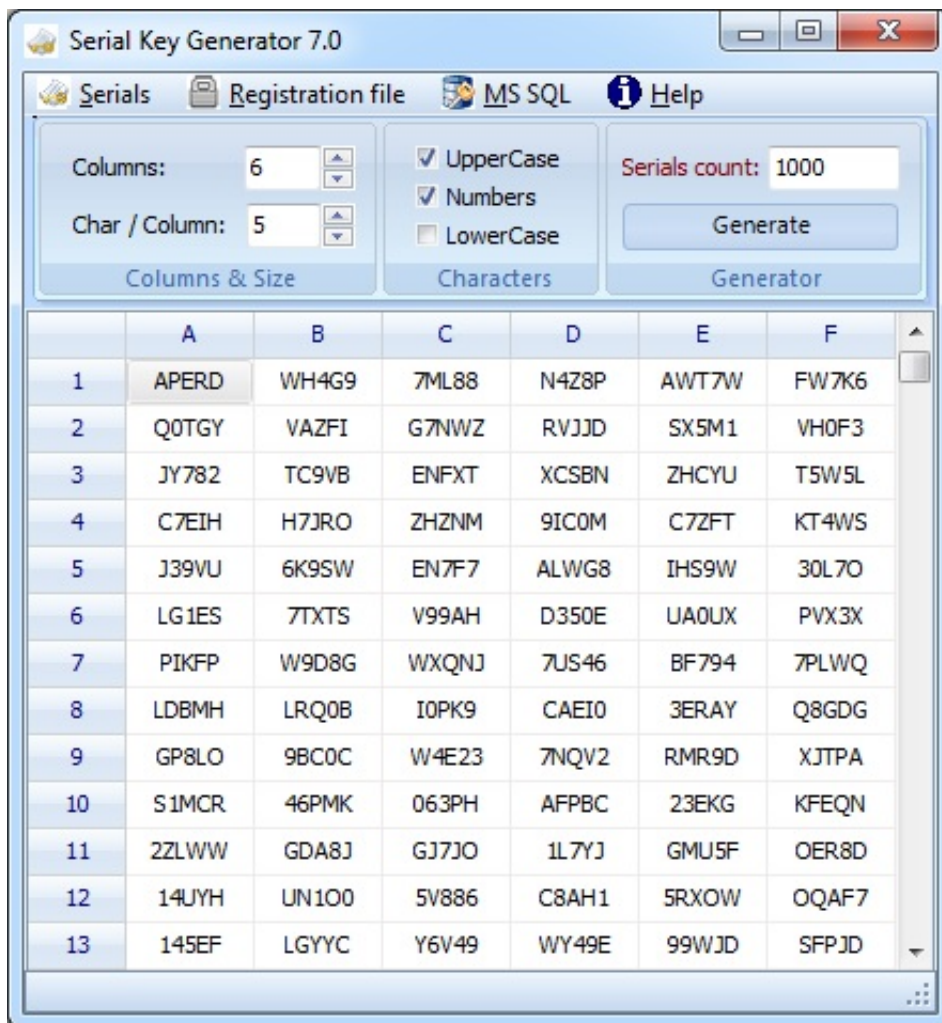 Serial Key Generator 7.0
Serials Registration file MS SQL Help
Columns: 6 UpperCase Serials count: 1000
Numbers
Char / Column: 5 LowerCase Generate
Columns & Size Characters Generator
A B C D E F
1 APERD WH4G9 7ML88 N4Z8P AWT7W FW7K6
2 Q0TGY VAZFI G7NWZ RVJJD SX5M1 VH0F3
3 JY782 TC9VB ENFXT XCSBN ZHCYU T5W5L
4 C7EIH H7JRO ZHZNM 9IC0M C7ZFT KT4WS
5 J39VU 6K9SW EN7F7 ALWG8 IHS9W 30L7O
6 LG1ES 7TXTS V99AH D350E UA0UX PVX3X
7 PIKFP W9D8G WXQNJ 7US46 BF794 7PLWQ
8 LDBMH LRQ0B I0PK9 CAEI0 3ERAY Q8GDG
9 GP8LO 9BC0C W4E23 7NQV2 RMR9D XJTPA
10 S1MCR 46PMK 063PH AFPBC 23EKG KFEQN
11 2ZLWW GDA8J GJ7JO 1L7YJ GMU5F OER8D
12 14UYH UN1O0 5V886 C8AH1 5RXOW OQAF7
13 145EF LGYYC Y6V49 WY49E 99WJD SFPJD